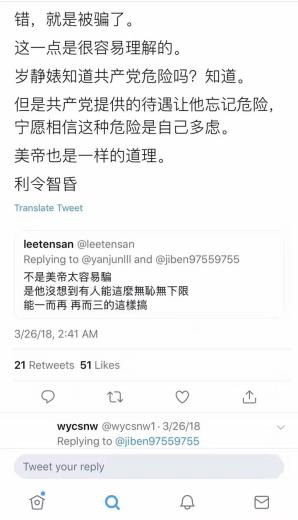 错，就是被骗了。
这一点是很容易理解的。
岁静婊知道共产党危险吗？知道。
但是共产党提供的待遇让他忘记危险，
宁愿相信这种危险是自己多虑。
美帝也是一样的道理。
利令智昏
Translate Tweet
leetensan @leetensan
Replying to @yanjunlll and @jiben97559755
不是美帝太容易騙
是他沒想到有人能這麼無恥無下限
能一而再 再而三的這樣搞
3/26/18, 2:41 AM
21 Retweets 51 Likes
wycsnw @wycsnw1 · 3/26/18
Replying to @jiben97559755
Tweet your reply